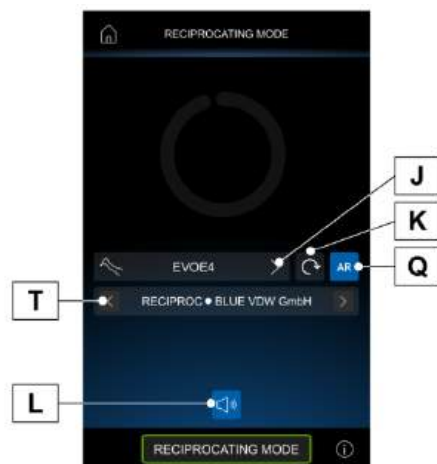 RECIPROCATING MODE
J
K
EVOE4
AR
Q
T
RECIPROC● BLUE VDW GmbH
L
RECIPROCATING MODE